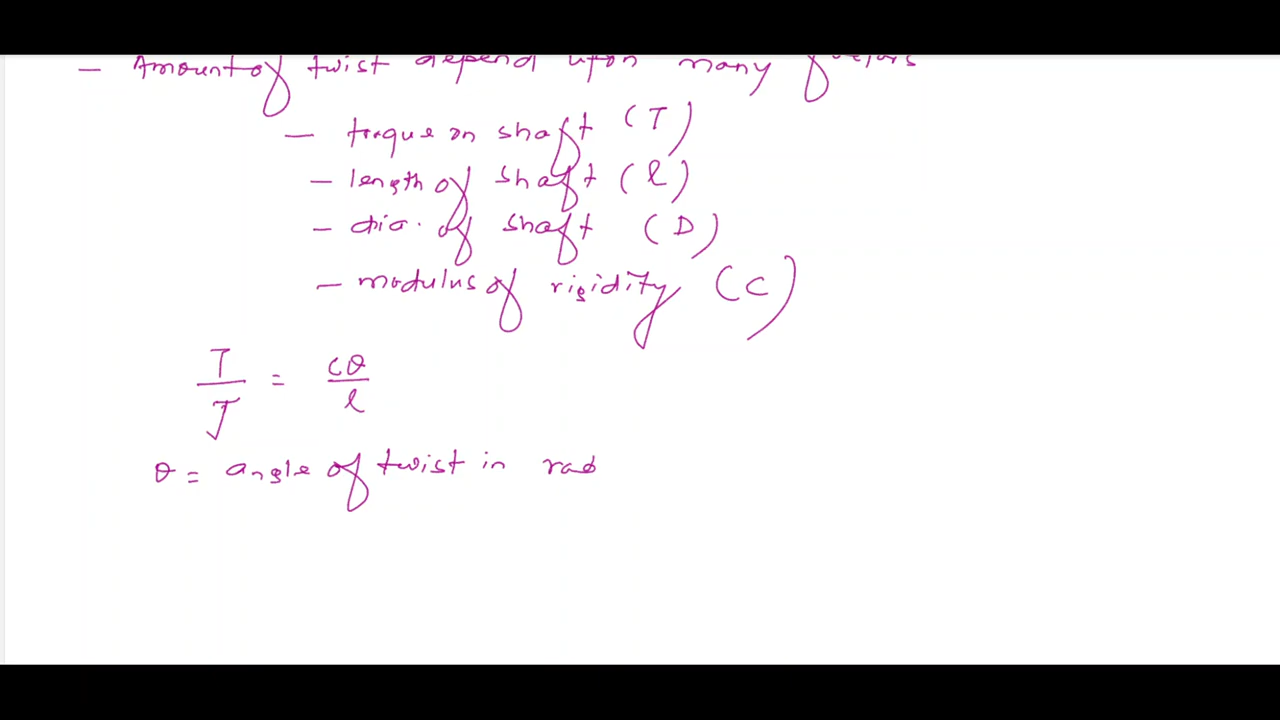 - Amount of twist depend upon many factors
- torque on shaft (T)
- length of shaft (l)
- dia. of shaft (D)
- modulus of rigidity (C)
T/J = Cθ/l
θ = angle of twist in rad